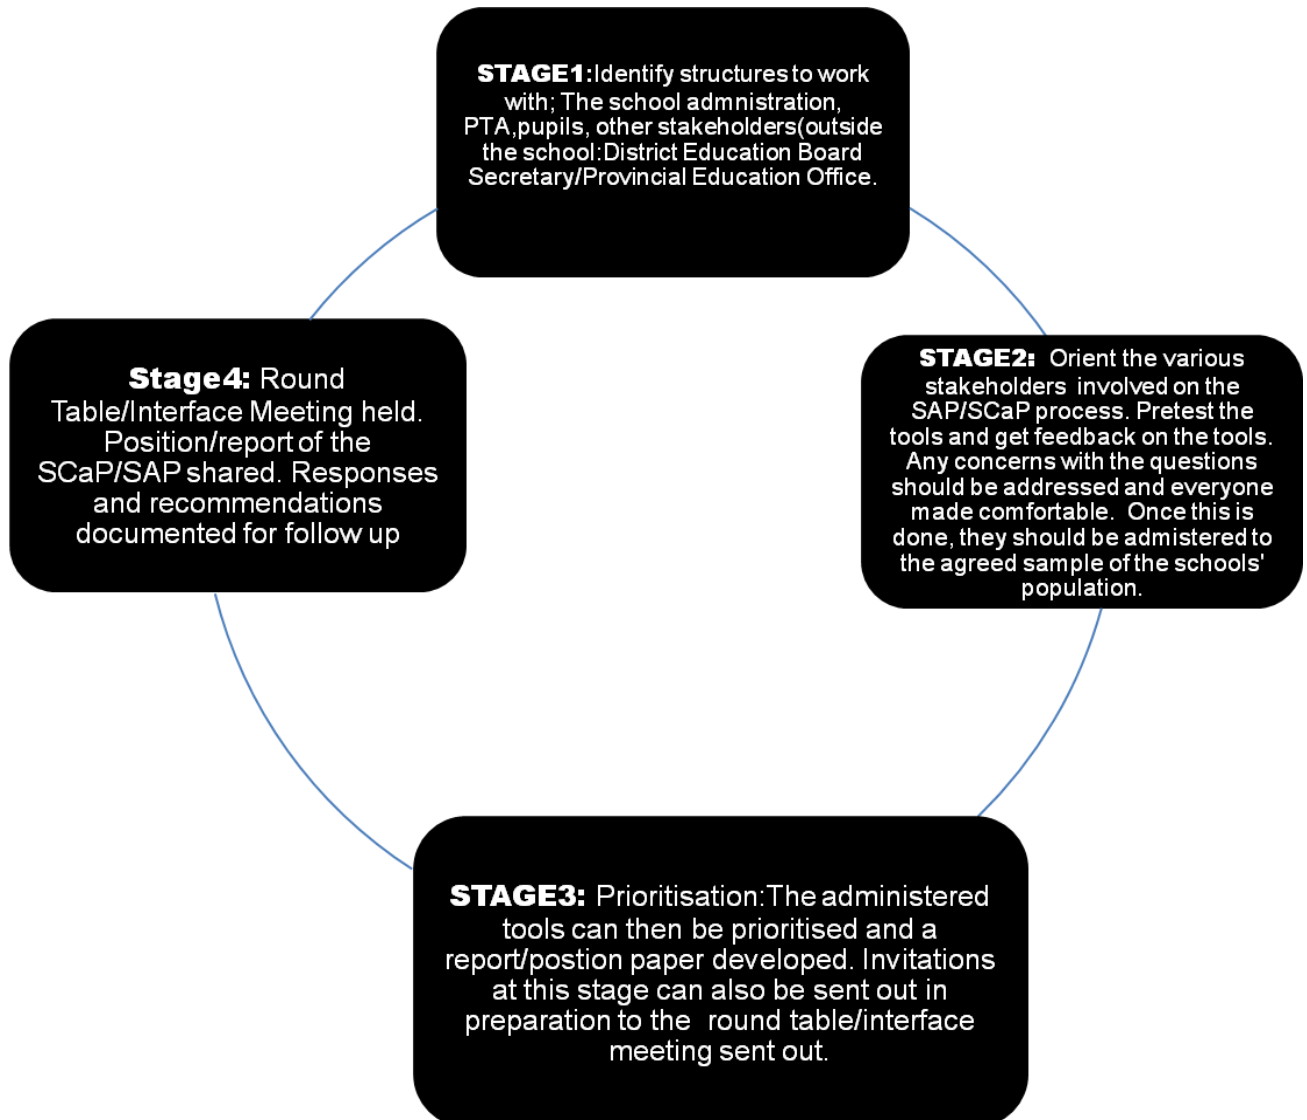 STAGE1:Identify structures to work
with; The school admnistration,
PTA,pupils, other stakeholders(outside
the school:District Education Board
Secretary/Provincial Education Office.
STAGE2: Orient the various
stakeholders involved on the
SAP/SCaP process. Pretest the
tools and get feedback on the tools.
Any concerns with the questions
should be addressed and everyone
made comfortable. Once this is
done, they should be admistered to
the agreed sample of the schools'
population.
STAGE3: Prioritisation:The administered
tools can then be prioritised and a
report/postion paper developed. Invitations
at this stage can also be sent out in
preparation to the round table/interface
meeting sent out.
Stage4: Round
Table/Interface Meeting held.
Position/report of the
SCaP/SAP shared. Responses
and recommendations
documented for follow up